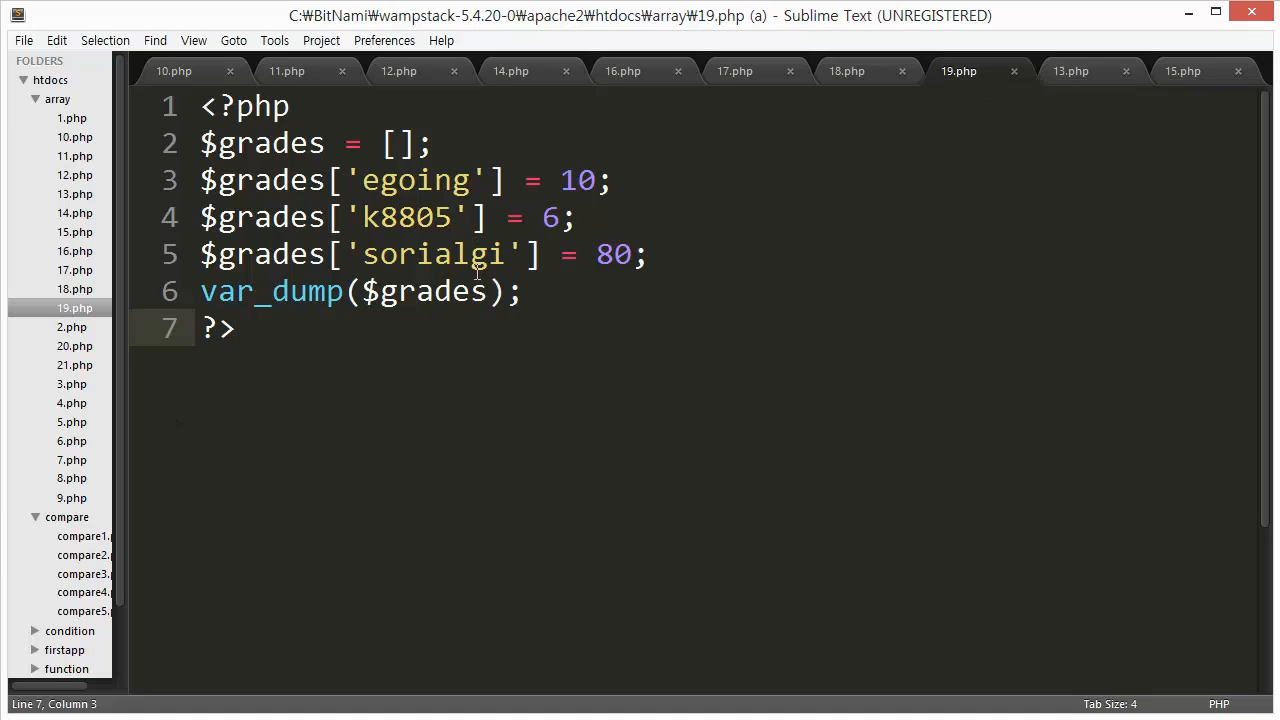 C:₩BitNami₩wampstack-5.4.20-0₩apache2₩htdocs₩array₩19.php (a) - Sublime Text (UNREGISTERED)
File Edit Selection Find View Goto Tools Project Preferences Help
FOLDERS
htdocs
array
1.php
10.php
11.php
12.php
13.php
14.php
15.php
16.php
17.php
18.php
19.php
2.php
20.php
21.php
3.php
4.php
5.php
6.php
7.php
8.php
9.php
compare
compare1.p
compare2.p
compare3.p
compare4.p
compare5.p
condition
firstapp
function
10.php × 11.php × 12.php × 14.php × 16.php × 17.php × 18.php × 19.php × 13.php × 15.php ×
1 <?php
2 $grades = [];
3 $grades['egoing'] = 10;
4 $grades['k8805'] = 6;
5 $grades['sorialgi'] = 80;
6 var_dump($grades);
7 ?>
Line 7, Column 3 Tab Size: 4 PHP